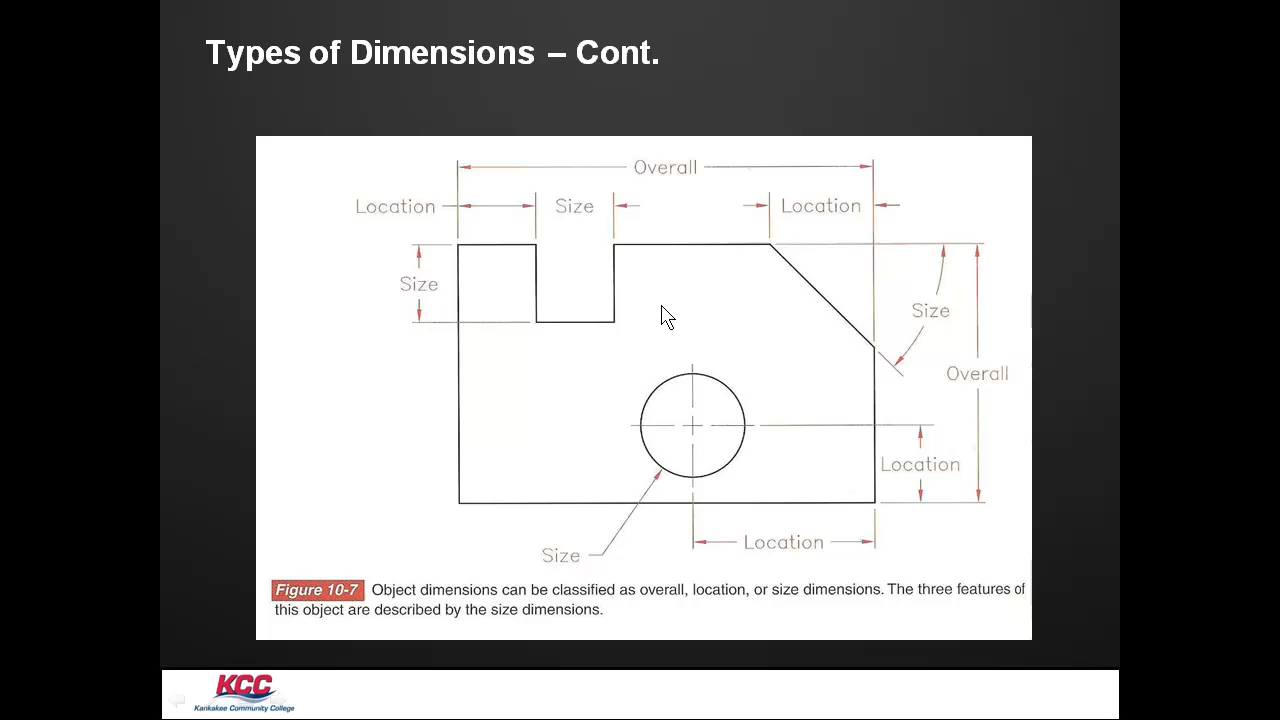 Types of Dimensions – Cont.
Overall
Location
Size
Location
Size
Size
Overall
Location
Location
Size
Figure 10-7 Object dimensions can be classified as overall, location, or size dimensions. The three features of
this object are described by the size dimensions.
KCC
Kankakee Community College